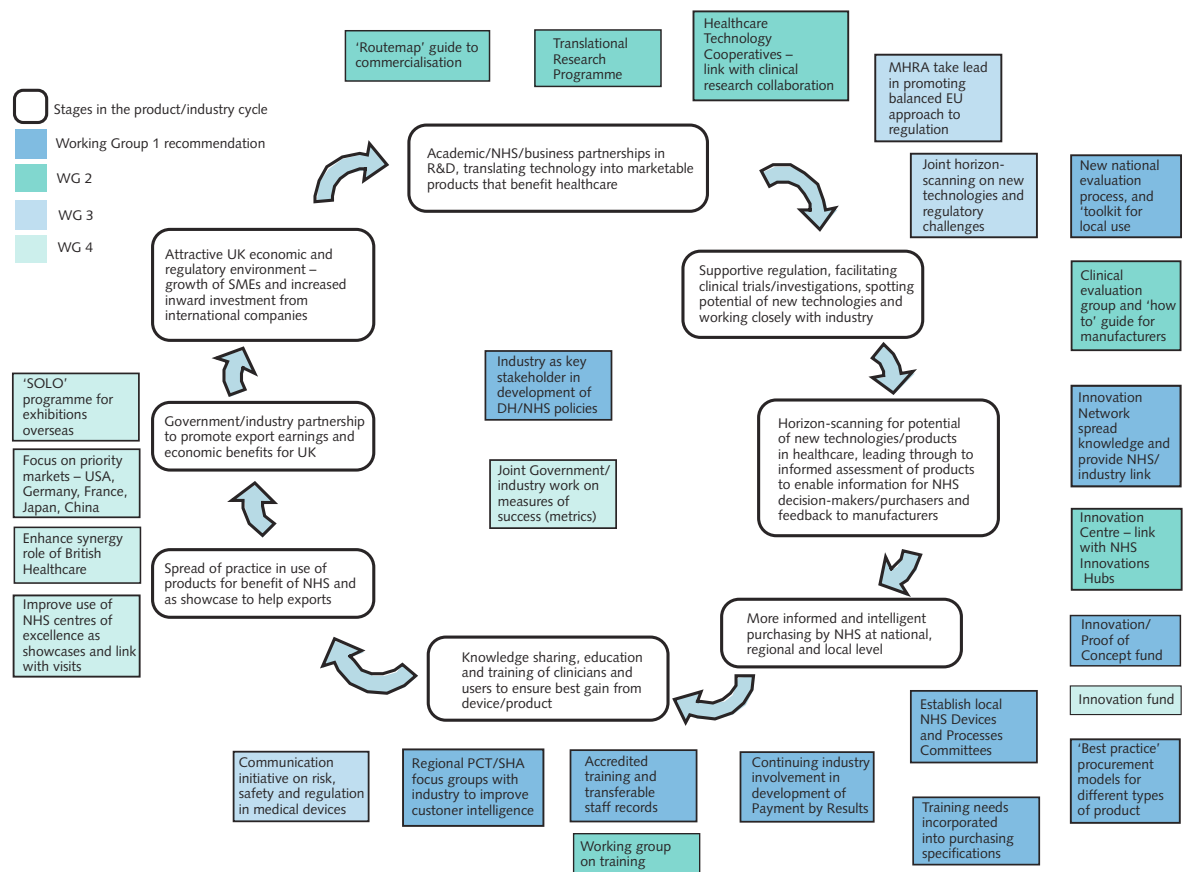 'Routemap' guide to
commercialisation
Translational
Research
Programme
Healthcare
Technology
Cooperatives –
link with clinical
research collaboration
MHRA take lead
in promoting
balanced EU
approach to
regulation
Stages in the product/industry cycle
Working Group 1 recommendation
WG 2
WG 3
WG 4
Academic/NHS/business partnerships in
R&D, translating technology into marketable
products that benefit healthcare
Joint horizon-
scanning on new
technologies and
regulatory
challenges
New national
evaluation
process, and
'toolkit for
local use
Attractive UK economic and
regulatory environment –
growth of SMEs and increased
inward investment from
international companies
Supportive regulation, facilitating
clinical trials/investigations, spotting
potential of new technologies and
working closely with industry
Clinical
evaluation
group and 'how
to' guide for
manufacturers
Industry as key
stakeholder in
development of
DH/NHS policies
'SOLO'
programme for
exhibitions
overseas
Government/industry partnership
to promote export earnings and
economic benefits for UK
Horizon-scanning for potential
of new technologies/products
in healthcare, leading through to
informed assessment of products
to enable information for NHS
decision-makers/purchasers and
feedback to manufacturers
Innovation
Network
spread
knowledge and
provide NHS/
industry link
Focus on priority
markets – USA,
Germany, France,
Japan, China
Joint Government/
industry work on
measures of
success (metrics)
Enhance synergy
role of British
Healthcare
Spread of practice in use of
products for benefit of NHS and
as showcase to help exports
Innovation
Centre – link
with NHS
Innovations
Hubs
Improve use of
NHS centres of
excellence as
showcases and link
with visits
More informed and intelligent
purchasing by NHS at national,
regional and local level
Innovation/
Proof of
Concept fund
Knowledge sharing, education
and training of clinicians and
users to ensure best gain from
device/product
Innovation fund
Establish local
NHS Devices
and Processes
Committees
Communication
initiative on risk,
safety and regulation
in medical devices
Regional PCT/SHA
focus groups with
industry to improve
customer intelligence
Accredited
training and
transferable
staff records
Continuing industry
involvement in
development of
Payment by Results
'Best practice'
procurement
models for
different types
of product
Training needs
incorporated
into purchasing
specifications
Working group
on training